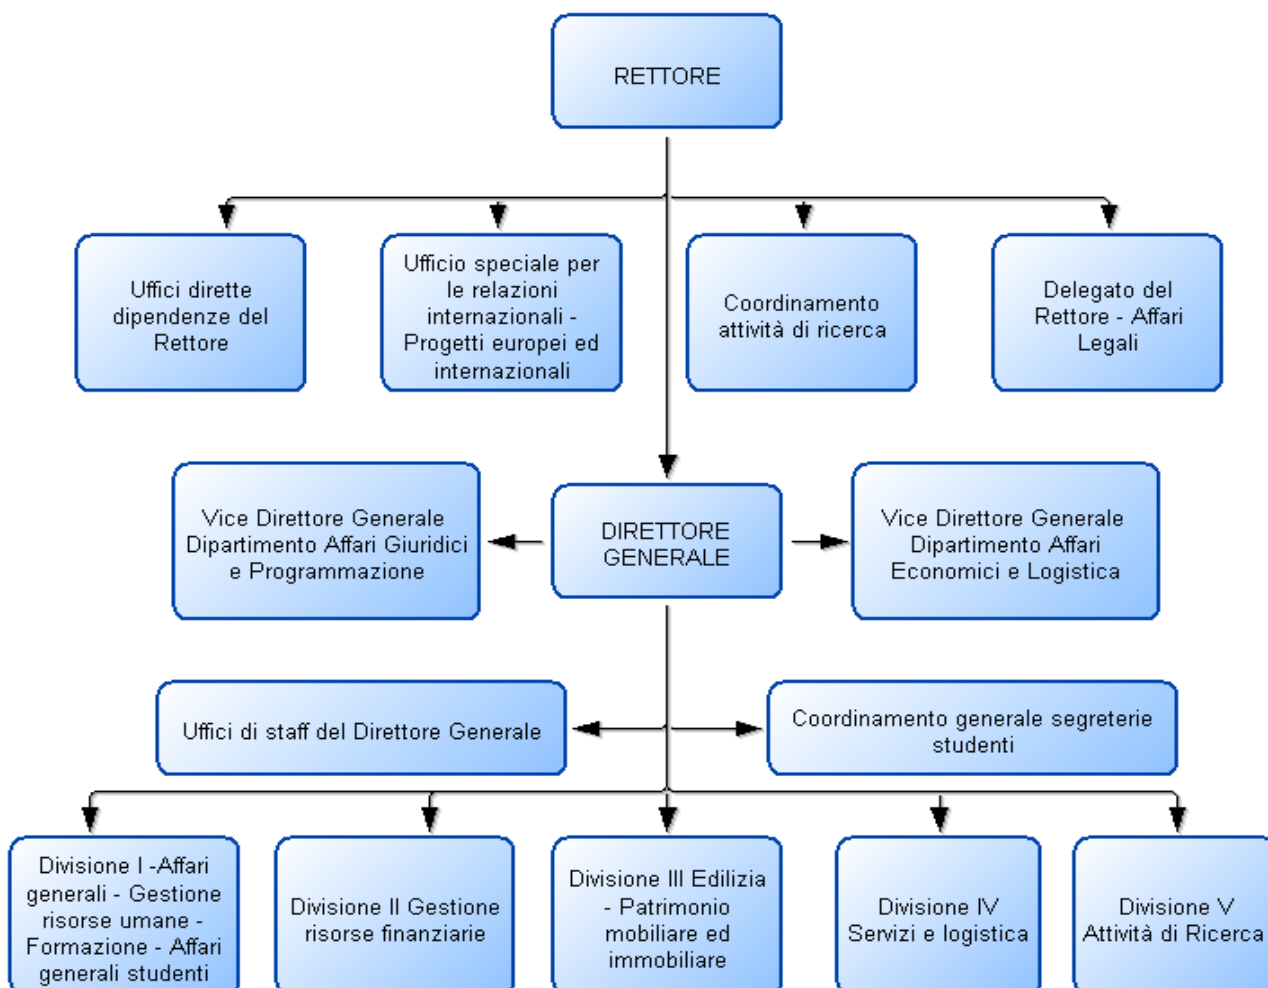 RETTORE
Uffici dirette
dipendenze del
Rettore
Ufficio speciale per
le relazioni
internazionali -
Progetti europei ed
internazionali
Coordinamento
attività di ricerca
Delegato del
Rettore - Affari
Legali
Vice Direttore Generale
Dipartimento Affari Giuridici
e Programmazione
DIRETTORE
GENERALE
Vice Direttore Generale
Dipartimento Affari
Economici e Logistica
Uffici di staff del Direttore Generale
Coordinamento generale segreterie
studenti
Divisione I -Affari
generali - Gestione
risorse umane -
Formazione - Affari
generali studenti
Divisione II Gestione
risorse finanziarie
Divisione III Edilizia
- Patrimonio
mobiliare ed
immobiliare
Divisione IV
Servizi e logistica
Divisione V
Attività di Ricerca